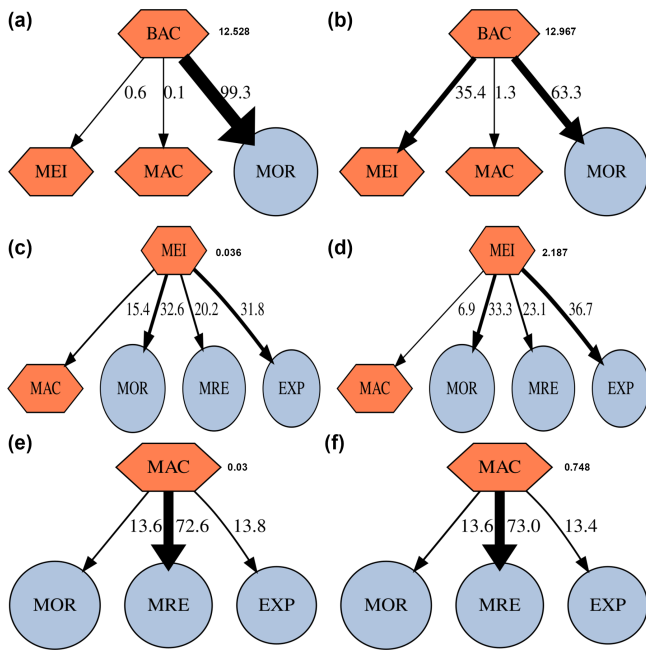 (a)
BAC 12.528
0.6 0.1 99.3
MEI MAC MOR
(b)
BAC 12.967
35.4 1.3 63.3
MEI MAC MOR
(c)
MEI 0.036
15.4 32.6 20.2 31.8
MAC MOR MRE EXP
(d)
MEI 2.187
6.9 33.3 23.1 36.7
MAC MOR MRE EXP
(e)
MAC 0.03
13.6 72.6 13.8
MOR MRE EXP
(f)
MAC 0.748
13.6 73.0 13.4
MOR MRE EXP